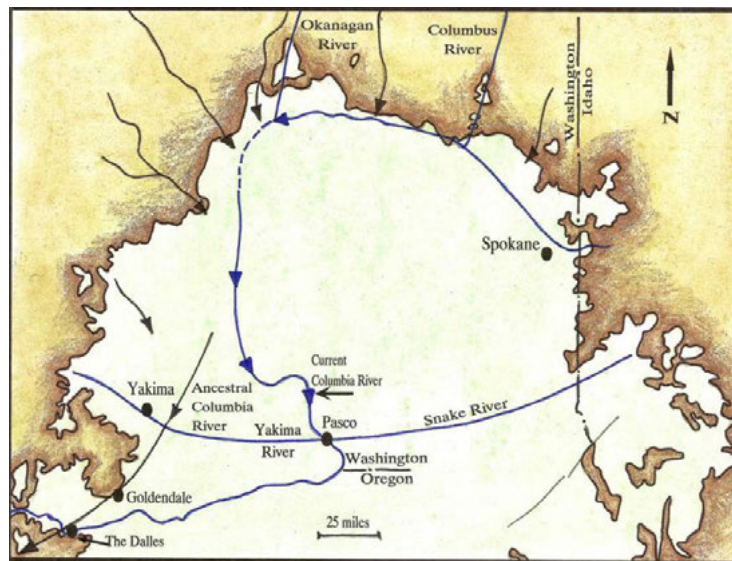 Okanagan
River
Columbus
River
Washington
Idaho
N
Spokane
Current
Columbia River
Yakima
Ancestral
Columbia
River
Snake River
Pasco
Yakima
River
Washington
Oregon
Goldendale
25 miles
The Dalles